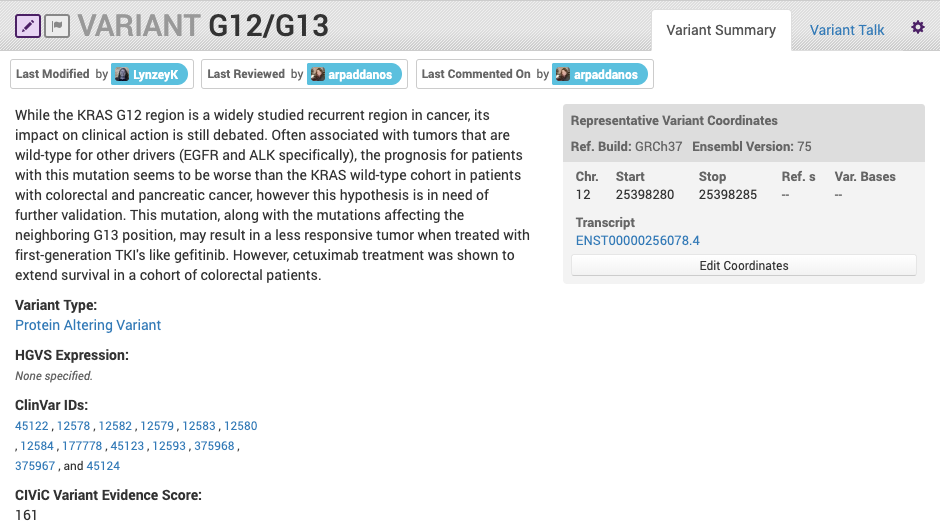 VARIANT G12/G13
Variant Summary
Variant Talk
Last Modified by LynzeyK
Last Reviewed by arpaddanos
Last Commented On by arpaddanos
While the KRAS G12 region is a widely studied recurrent region in cancer, its
impact on clinical action is still debated. Often associated with tumors that are
wild-type for other drivers (EGFR and ALK specifically), the prognosis for patients
with this mutation seems to be worse than the KRAS wild-type cohort in patients
with colorectal and pancreatic cancer, however this hypothesis is in need of
further validation. This mutation, along with the mutations affecting the
neighboring G13 position, may result in a less responsive tumor when treated with
first-generation TKI's like gefitinib. However, cetuximab treatment was shown to
extend survival in a cohort of colorectal patients.
Variant Type:
Protein Altering Variant
HGVS Expression:
None specified.
ClinVar IDs:
45122 , 12578 , 12582 , 12579 , 12583 , 12580
, 12584 , 177778 , 45123 , 12593 , 375968 ,
375967 , and 45124
CIViC Variant Evidence Score:
161
Representative Variant Coordinates
Ref. Build: GRCh37 Ensembl Version: 75
Chr. Start Stop Ref. s Var. Bases
12 25398280 25398285 -- --
Transcript
ENST00000256078.4
Edit Coordinates